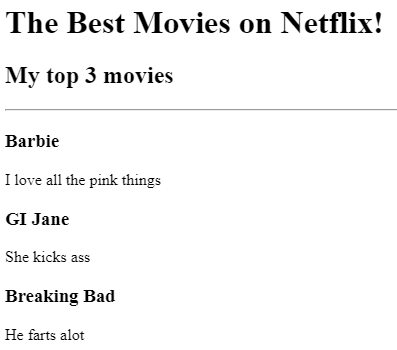 The Best Movies on Netflix!
My top 3 movies
Barbie
I love all the pink things
GI Jane
She kicks ass
Breaking Bad
He farts alot